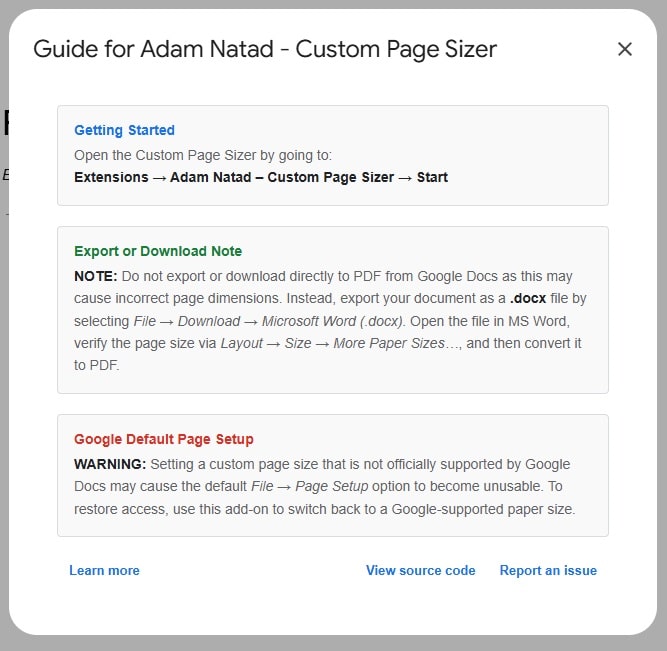 Guide for Adam Natad - Custom Page Sizer
Getting Started
Open the Custom Page Sizer by going to:
Extensions → Adam Natad – Custom Page Sizer → Start
Export or Download Note
NOTE: Do not export or download directly to PDF from Google Docs as this may
cause incorrect page dimensions. Instead, export your document as a .docx file by
selecting File → Download → Microsoft Word (.docx). Open the file in MS Word,
verify the page size via Layout → Size → More Paper Sizes…, and then convert it
to PDF.
Google Default Page Setup
WARNING: Setting a custom page size that is not officially supported by Google
Docs may cause the default File → Page Setup option to become unusable. To
restore access, use this add-on to switch back to a Google-supported paper size.
Learn more
View source code
Report an issue